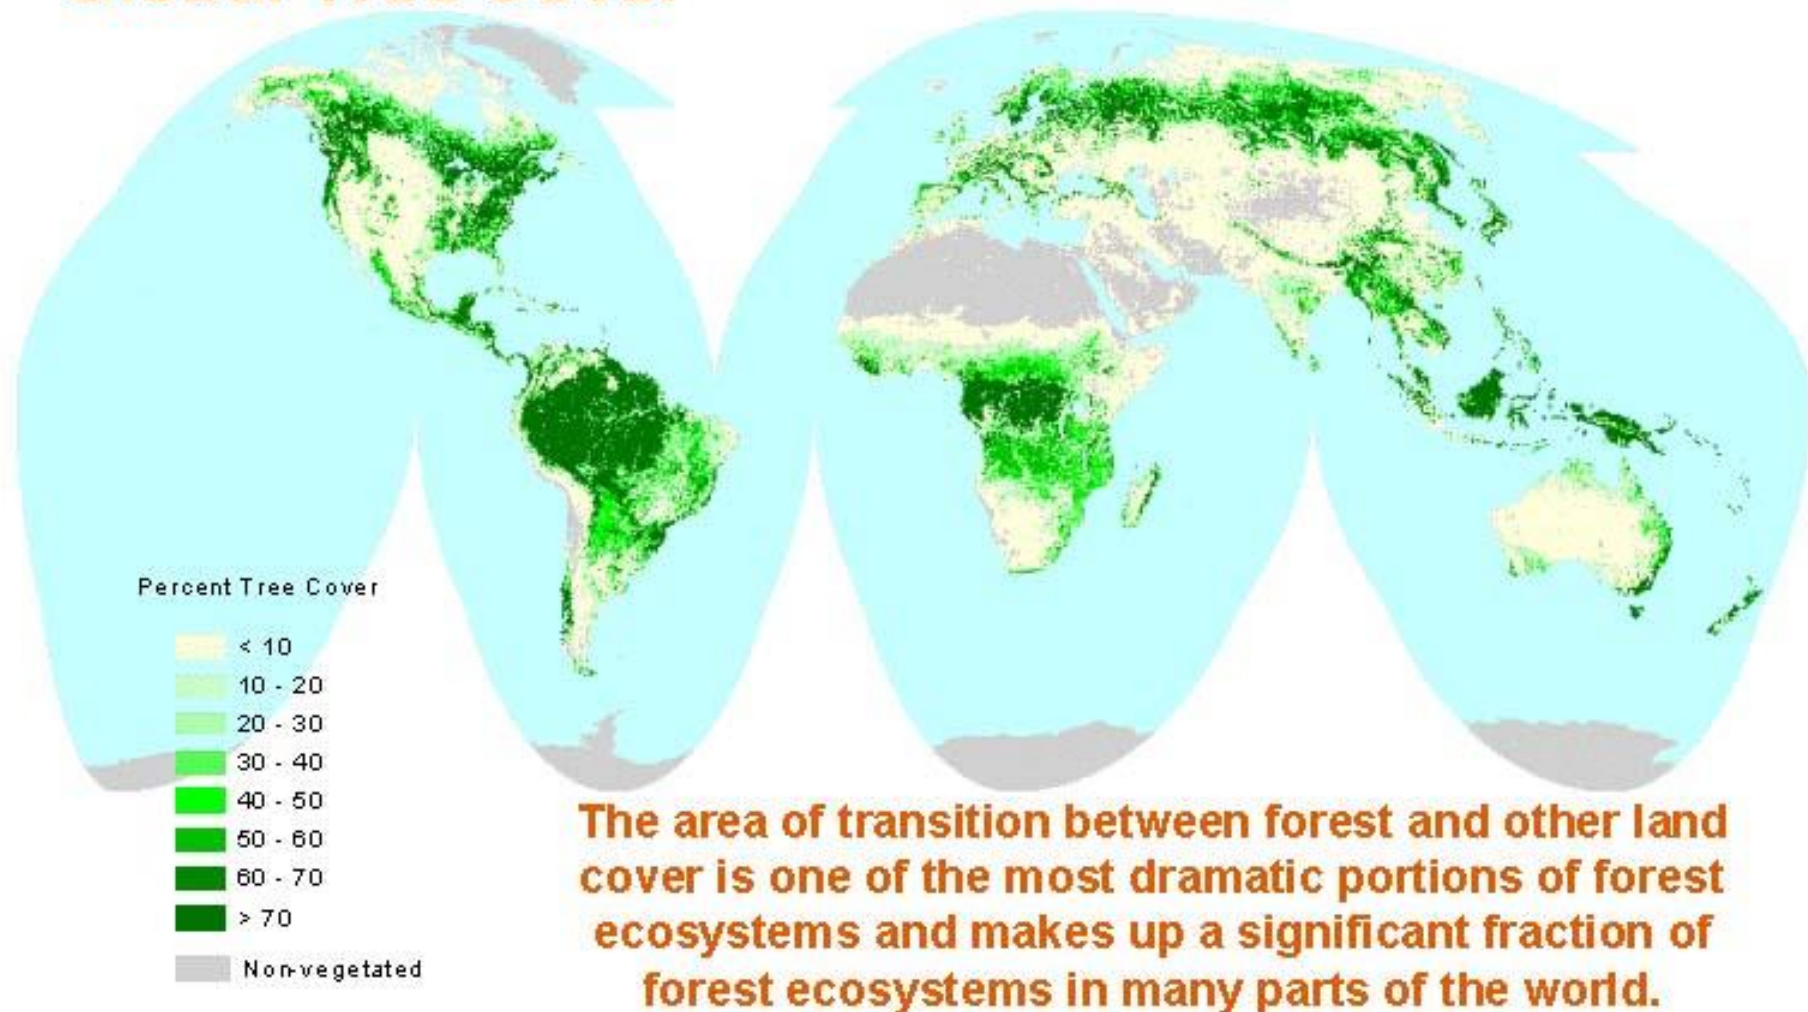 Percent Tree Cover
< 10
10 - 20
20 - 30
30 - 40
40 - 50
50 - 60
60 - 70
> 70
Non-vegetated
The area of transition between forest and other land
cover is one of the most dramatic portions of forest
ecosystems and makes up a significant fraction of
forest ecosystems in many parts of the world.